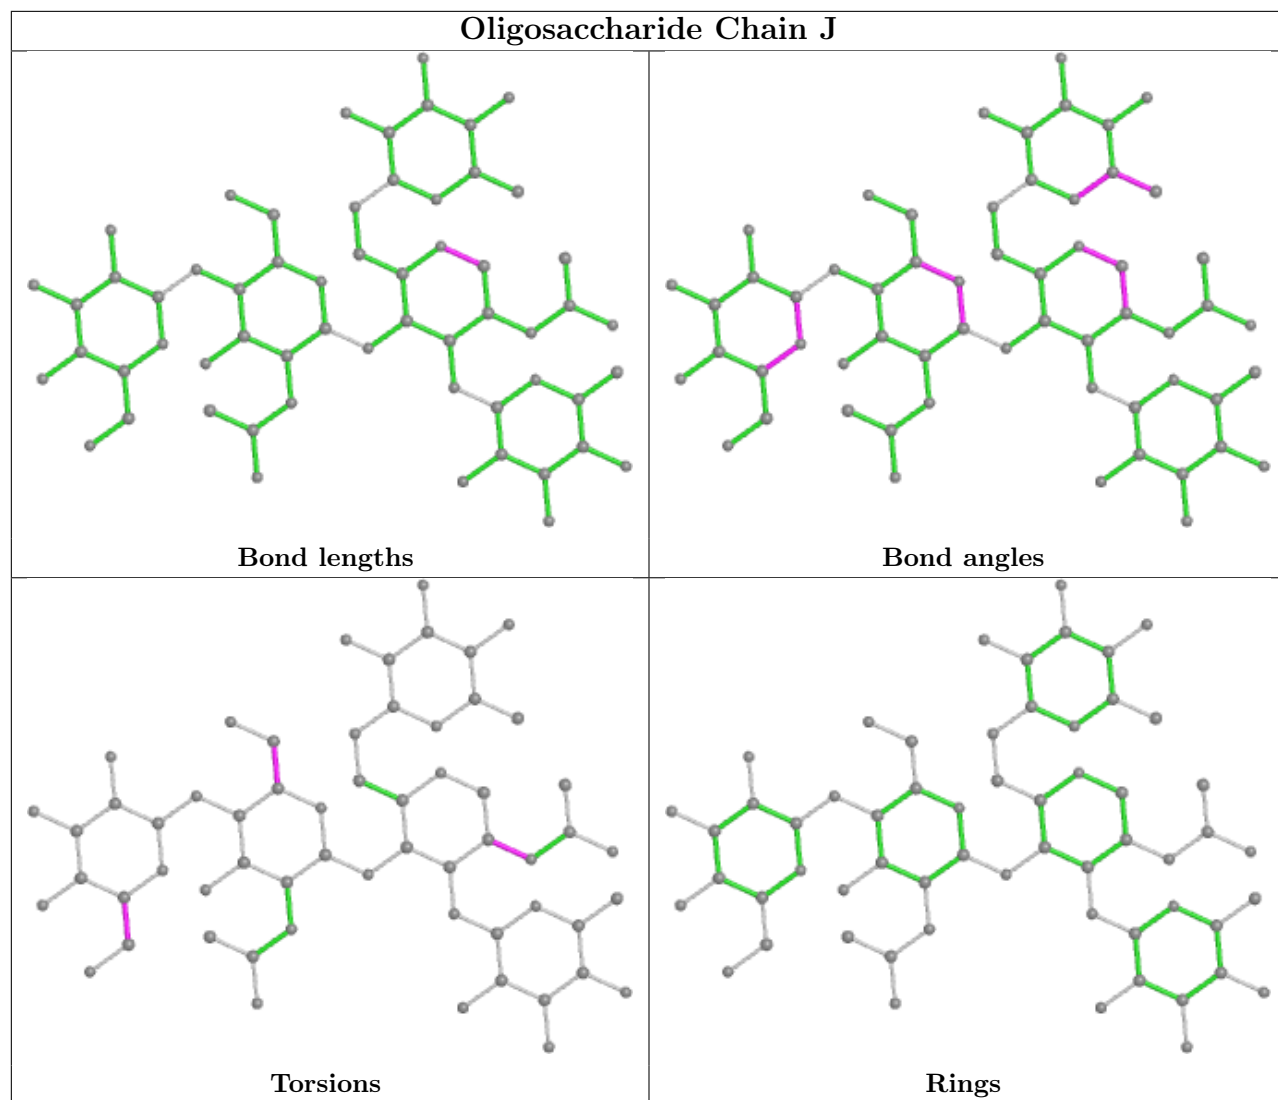 Oligosaccharide Chain J
Bond lengths
Bond angles
Torsions
Rings